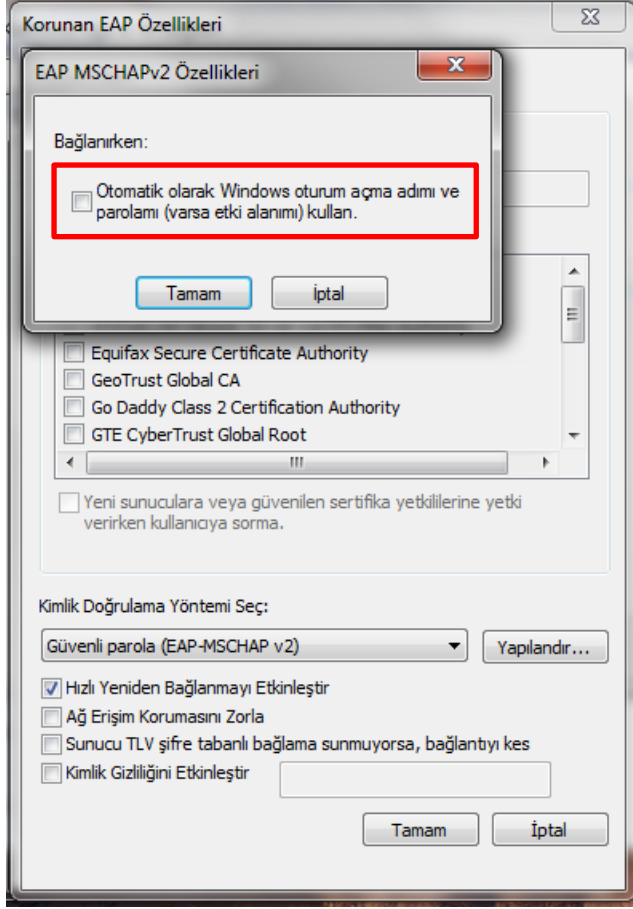 Korunan EAP Özellikleri
EAP MSCHAPv2 Özellikleri
Bağlanırken:
Otomatik olarak Windows oturum açma adımı ve
parolamı (varsa etki alanımı) kullan.
Tamam
İptal
Equifax Secure Certificate Authority
GeoTrust Global CA
Go Daddy Class 2 Certification Authority
GTE CyberTrust Global Root
Yeni sunuculara veya güvenilen sertifika yetkililerine yetki
verirken kullanıcıya sorma.
Kimlik Doğrulama Yöntemi Seç:
Güvenli parola (EAP-MSCHAP v2)
Yapılandır...
Hızlı Yeniden Bağlanmayı Etkinleştir
Ağ Erişim Korumasını Zorla
Sunucu TLV şifre tabanlı bağlama sunmuyorsa, bağlantıyı kes
Kimlik Gizliliğini Etkinleştir
Tamam
İptal